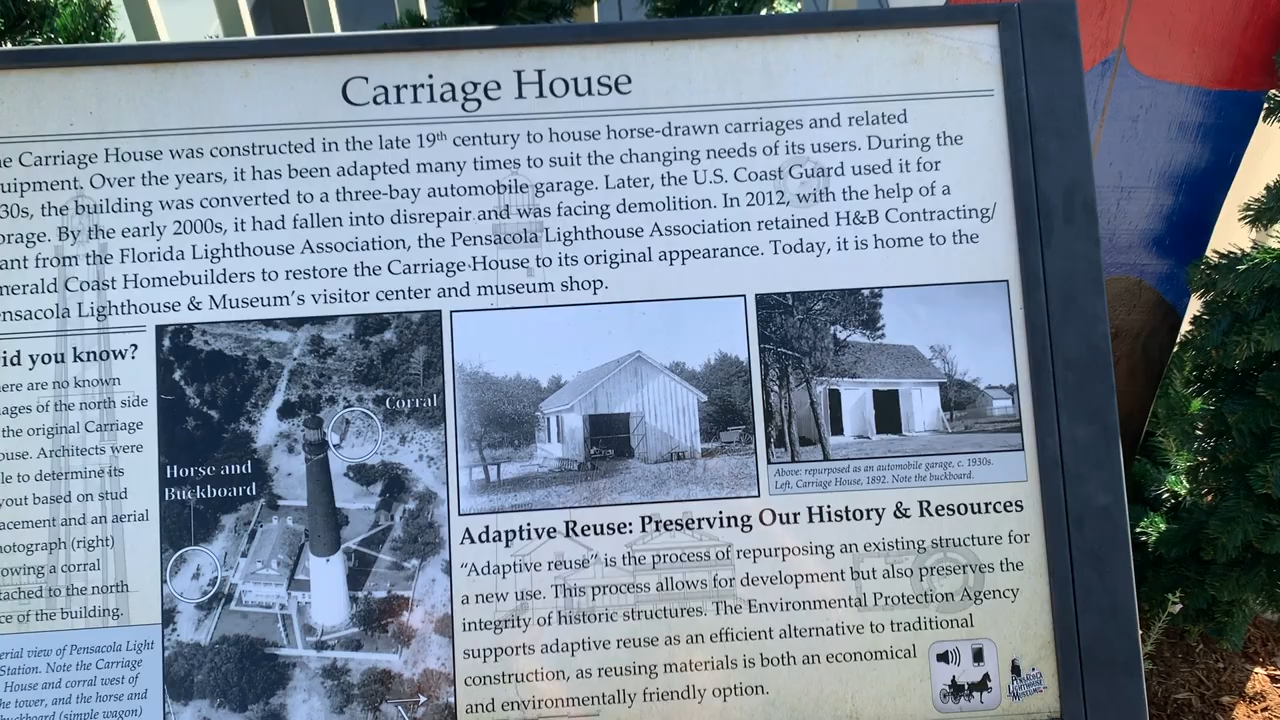 Carriage House
e Carriage House was constructed in the late 19th century to house horse-drawn carriages and related
uipment. Over the years, it has been adapted many times to suit the changing needs of its users. During the
30s, the building was converted to a three-bay automobile garage. Later, the U.S. Coast Guard used it for
orage. By the early 2000s, it had fallen into disrepair and was facing demolition. In 2012, with the help of a
ant from the Florida Lighthouse Association, the Pensacola Lighthouse Association retained H&B Contracting/
nerald Coast Homebuilders to restore the Carriage House to its original appearance. Today, it is home to the
ensacola Lighthouse & Museum's visitor center and museum shop.
id you know?
ere are no known
ages of the north side
the original Carriage
ouse. Architects were
le to determine its
yout based on stud
acement and an aerial
hotograph (right)
owing a corral
tached to the north
ce of the building.
erial view of Pensacola Light
Station. Note the Carriage
House and corral west of
he tower, and the horse and
uckboard (simple wagon)
Corral
Horse and
Buckboard
Above: repurposed as an automobile garage, c. 1930s.
Left, Carriage House, 1892. Note the buckboard.
Adaptive Reuse: Preserving Our History & Resources
"Adaptive reuse" is the process of repurposing an existing structure for
a new use. This process allows for development but also preserves the
integrity of historic structures. The Environmental Protection Agency
supports adaptive reuse as an efficient alternative to traditional
construction, as reusing materials is both an economical
and environmentally friendly option.
Pensacola
Lighthouse
Museum